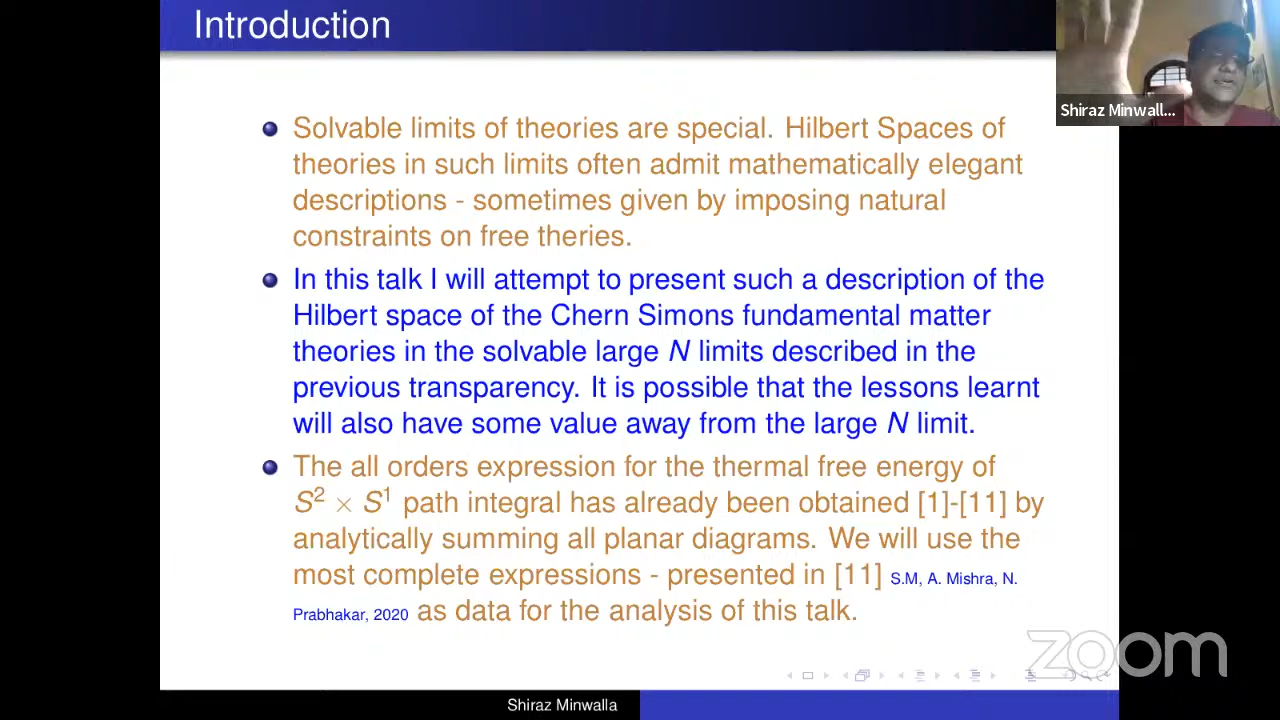 Introduction
Shiraz Minwall...
Solvable limits of theories are special. Hilbert Spaces of
theories in such limits often admit mathematically elegant
descriptions - sometimes given by imposing natural
constraints on free theries.
In this talk I will attempt to present such a description of the
Hilbert space of the Chern Simons fundamental matter
theories in the solvable large N limits described in the
previous transparency. It is possible that the lessons learnt
will also have some value away from the large N limit.
The all orders expression for the thermal free energy of
S² × S¹ path integral has already been obtained [1]-[11] by
analytically summing all planar diagrams. We will use the
most complete expressions - presented in [11] S.M, A. Mishra, N.
Prabhakar, 2020 as data for the analysis of this talk.
zoom
Shiraz Minwalla